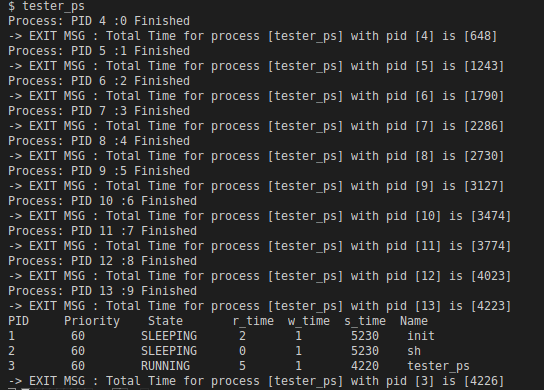 $ tester_ps
Process: PID 4 :0 Finished
-> EXIT MSG : Total Time for process [tester_ps] with pid [4] is [648]
Process: PID 5 :1 Finished
-> EXIT MSG : Total Time for process [tester_ps] with pid [5] is [1243]
Process: PID 6 :2 Finished
-> EXIT MSG : Total Time for process [tester_ps] with pid [6] is [1790]
Process: PID 7 :3 Finished
-> EXIT MSG : Total Time for process [tester_ps] with pid [7] is [2286]
Process: PID 8 :4 Finished
-> EXIT MSG : Total Time for process [tester_ps] with pid [8] is [2730]
Process: PID 9 :5 Finished
-> EXIT MSG : Total Time for process [tester_ps] with pid [9] is [3127]
Process: PID 10 :6 Finished
-> EXIT MSG : Total Time for process [tester_ps] with pid [10] is [3474]
Process: PID 11 :7 Finished
-> EXIT MSG : Total Time for process [tester_ps] with pid [11] is [3774]
Process: PID 12 :8 Finished
-> EXIT MSG : Total Time for process [tester_ps] with pid [12] is [4023]
Process: PID 13 :9 Finished
-> EXIT MSG : Total Time for process [tester_ps] with pid [13] is [4223]
PID Priority State r_time w_time s_time Name
1 60 SLEEPING 2 1 5230 init
2 60 SLEEPING 0 1 5230 sh
3 60 RUNNING 5 1 4220 tester_ps
-> EXIT MSG : Total Time for process [tester_ps] with pid [3] is [4226]